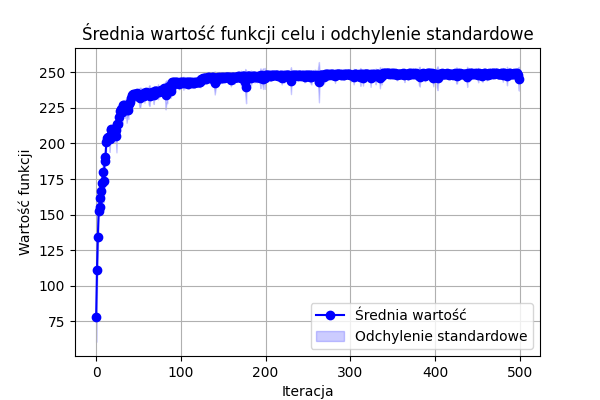 Średnia wartość funkcji celu i odchylenie standardowe
Wartość funkcji
250
225
200
175
150
125
100
75
0 100 200 300 400 500
Iteracja
Średnia wartość
Odchylenie standardowe